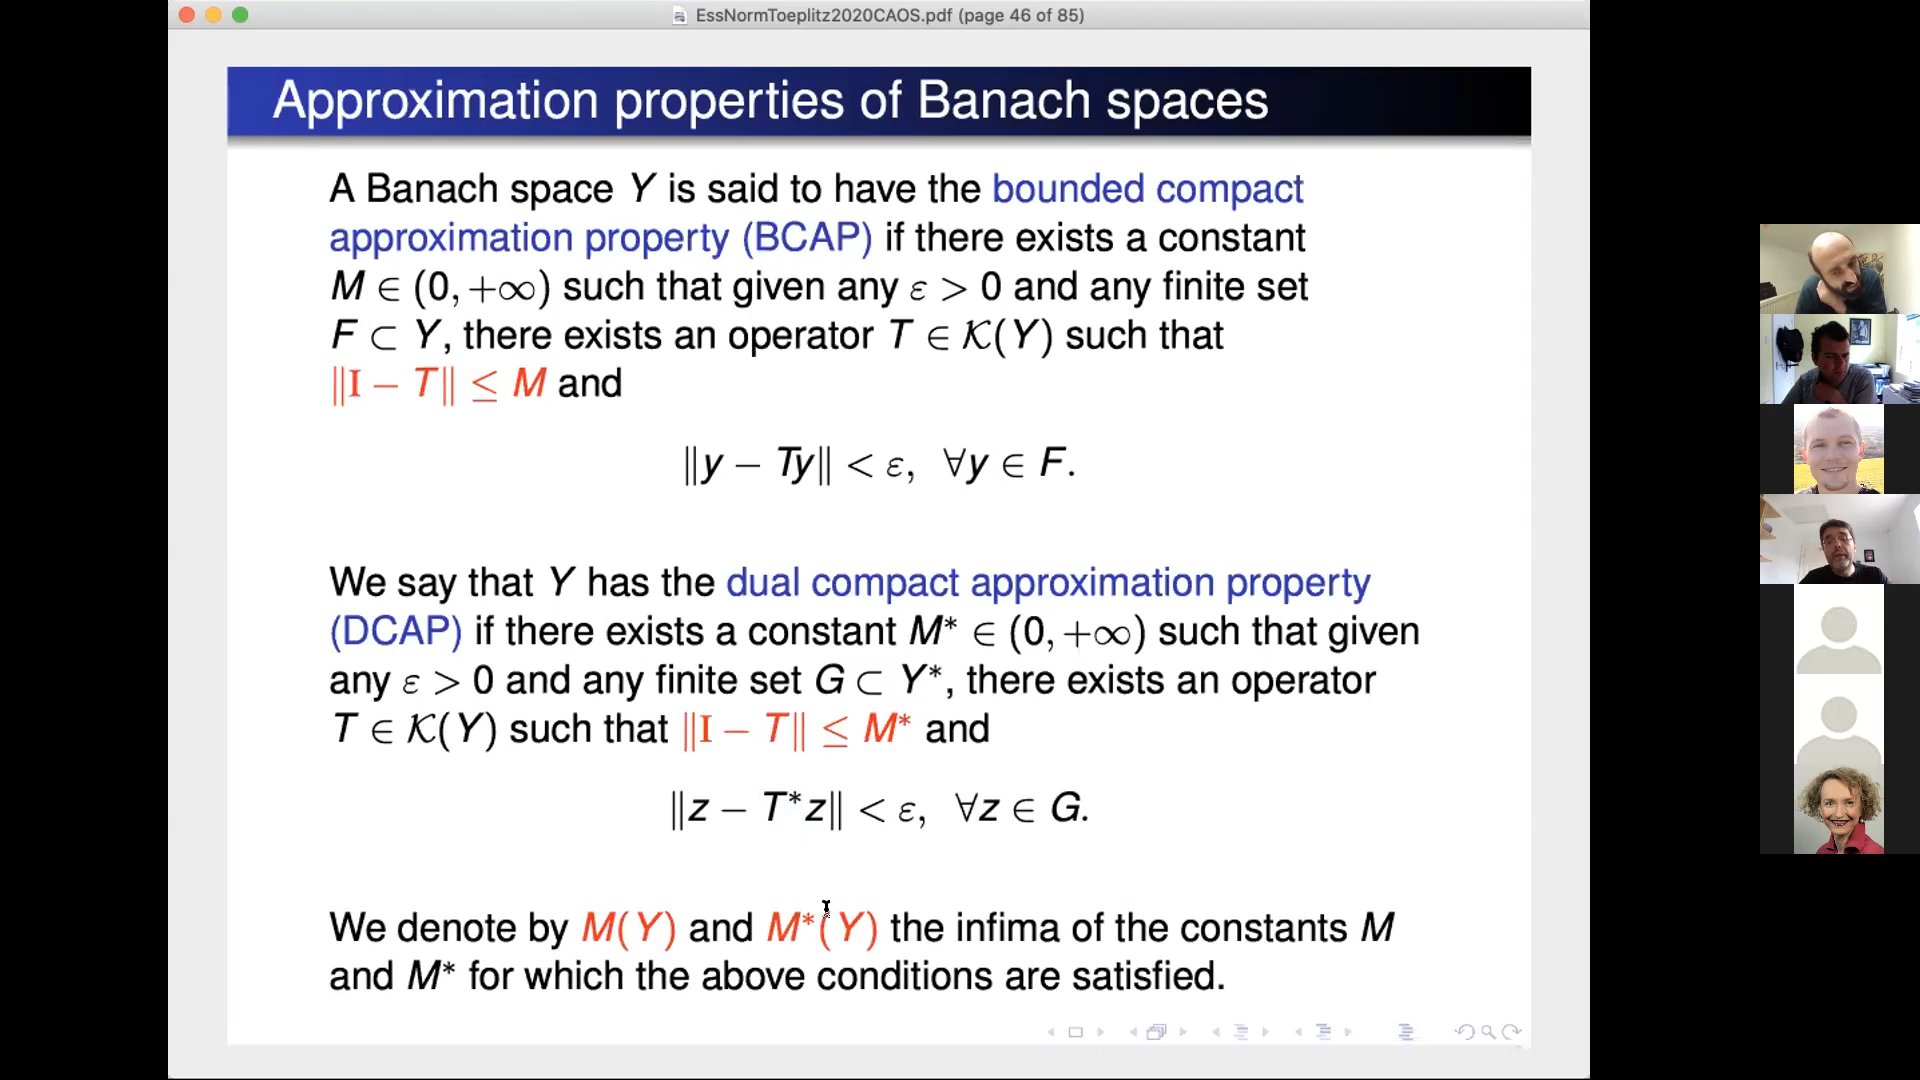 EssNormToeplitz2020CAOS.pdf (page 46 of 85)
Approximation properties of Banach spaces
A Banach space Y is said to have the bounded compact
approximation property (BCAP) if there exists a constant
M ∈ (0, +∞) such that given any ε > 0 and any finite set
F ⊂ Y, there exists an operator T ∈ 𝒦(Y) such that
‖I − T‖ ≤ M and
‖y − Ty‖ < ε, ∀y ∈ F.
We say that Y has the dual compact approximation property
(DCAP) if there exists a constant M* ∈ (0, +∞) such that given
any ε > 0 and any finite set G ⊂ Y*, there exists an operator
T ∈ 𝒦(Y) such that ‖I − T‖ ≤ M* and
‖z − T*z‖ < ε, ∀z ∈ G.
We denote by M(Y) and M*(Y) the infima of the constants M
and M* for which the above conditions are satisfied.